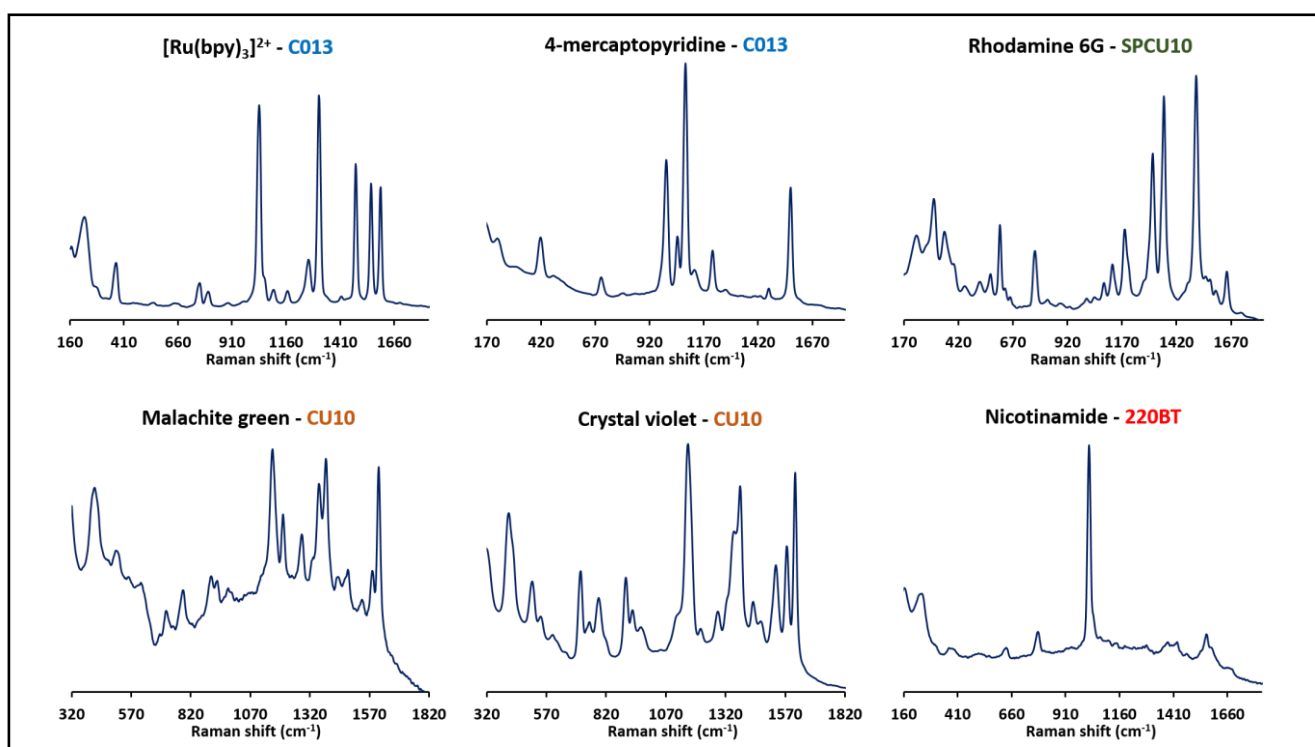 [Ru(bpy)₃]²⁺ - C013
160 410 660 910 1160 1410 1660
Raman shift (cm⁻¹)
4-mercaptopyridine - C013
170 420 670 920 1170 1420 1670
Raman shift (cm⁻¹)
Rhodamine 6G - SPCU10
170 420 670 920 1170 1420 1670
Raman shift (cm⁻¹)
Malachite green - CU10
320 570 820 1070 1320 1570 1820
Raman shift (cm⁻¹)
Crystal violet - CU10
320 570 820 1070 1320 1570 1820
Raman shift (cm⁻¹)
Nicotinamide - 220BT
160 410 660 910 1160 1410 1660
Raman shift (cm⁻¹)